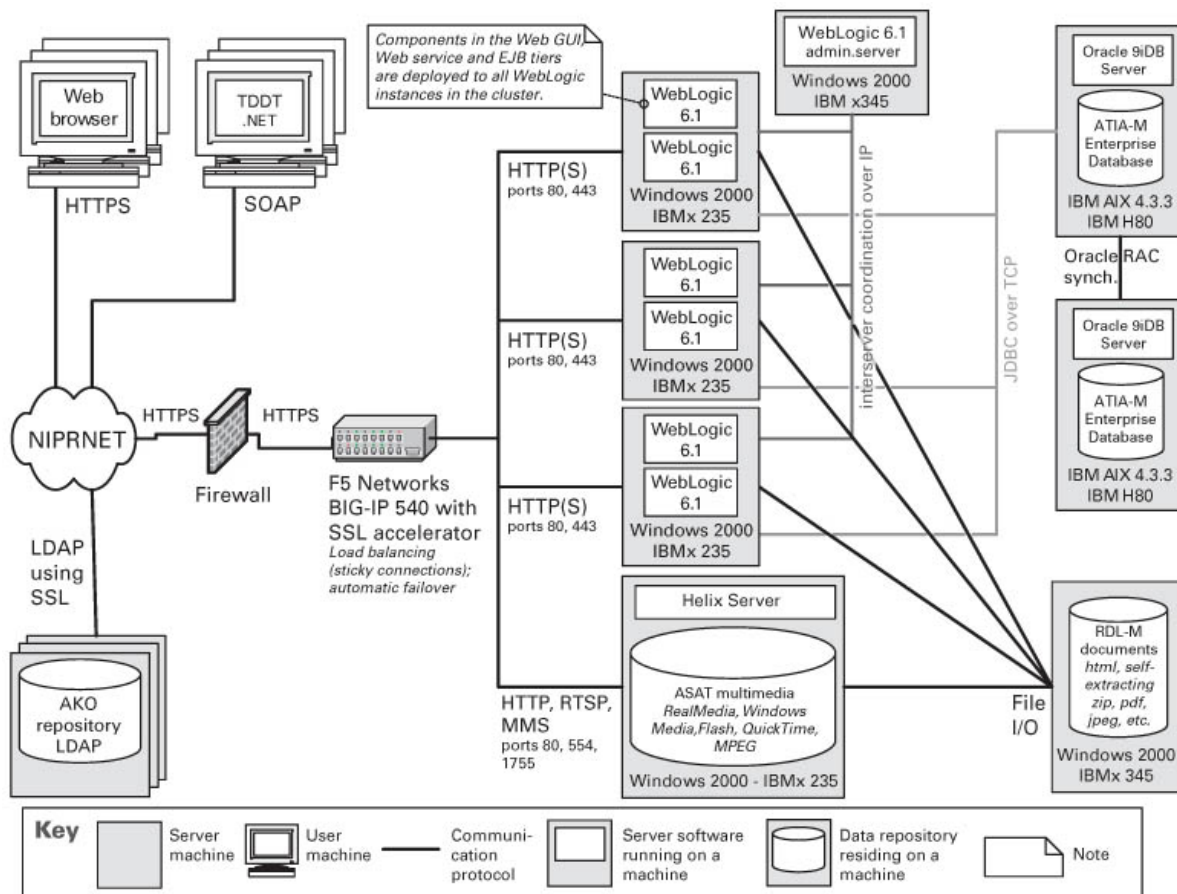 Web
browser
HTTPS
TDDT
.NET
SOAP
Components in the Web GUI,
Web service and EJB tiers
are deployed to all WebLogic
instances in the cluster.
WebLogic 6.1
admin.server
Windows 2000
IBM x345
WebLogic
6.1
WebLogic
6.1
Windows 2000
IBMx 235
HTTP(S)
ports 80, 443
WebLogic
6.1
WebLogic
6.1
Windows 2000
IBMx 235
HTTP(S)
ports 80, 443
WebLogic
6.1
WebLogic
6.1
Windows 2000
IBMx 235
HTTP(S)
ports 80, 443
interserver coordination over IP
JDBC over TCP
Oracle 9iDB
Server
ATIA-M
Enterprise
Database
IBM AIX 4.3.3
IBM H80
Oracle RAC
synch.
Oracle 9iDB
Server
ATIA-M
Enterprise
Database
IBM AIX 4.3.3
IBM H80
NIPRNET
HTTPS
Firewall
HTTPS
F5 Networks
BIG-IP 540 with
SSL accelerator
Load balancing
(sticky connections);
automatic failover
LDAP
using
SSL
AKO
repository
LDAP
HTTP, RTSP,
MMS
ports 80, 554,
1755
Helix Server
ASAT multimedia
RealMedia, Windows
Media,Flash, QuickTime,
MPEG
Windows 2000 - IBMx 235
File
I/O
RDL-M
documents
html, self-
extracting
zip, pdf,
jpeg, etc.
Windows 2000
IBMx 345
Key
Server
machine
User
machine
Communi-
cation
protocol
Server software
running on a
machine
Data repository
residing on a
machine
Note